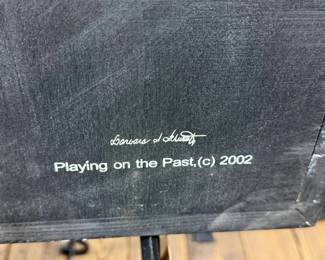 Playing on the Past,(c) 2002